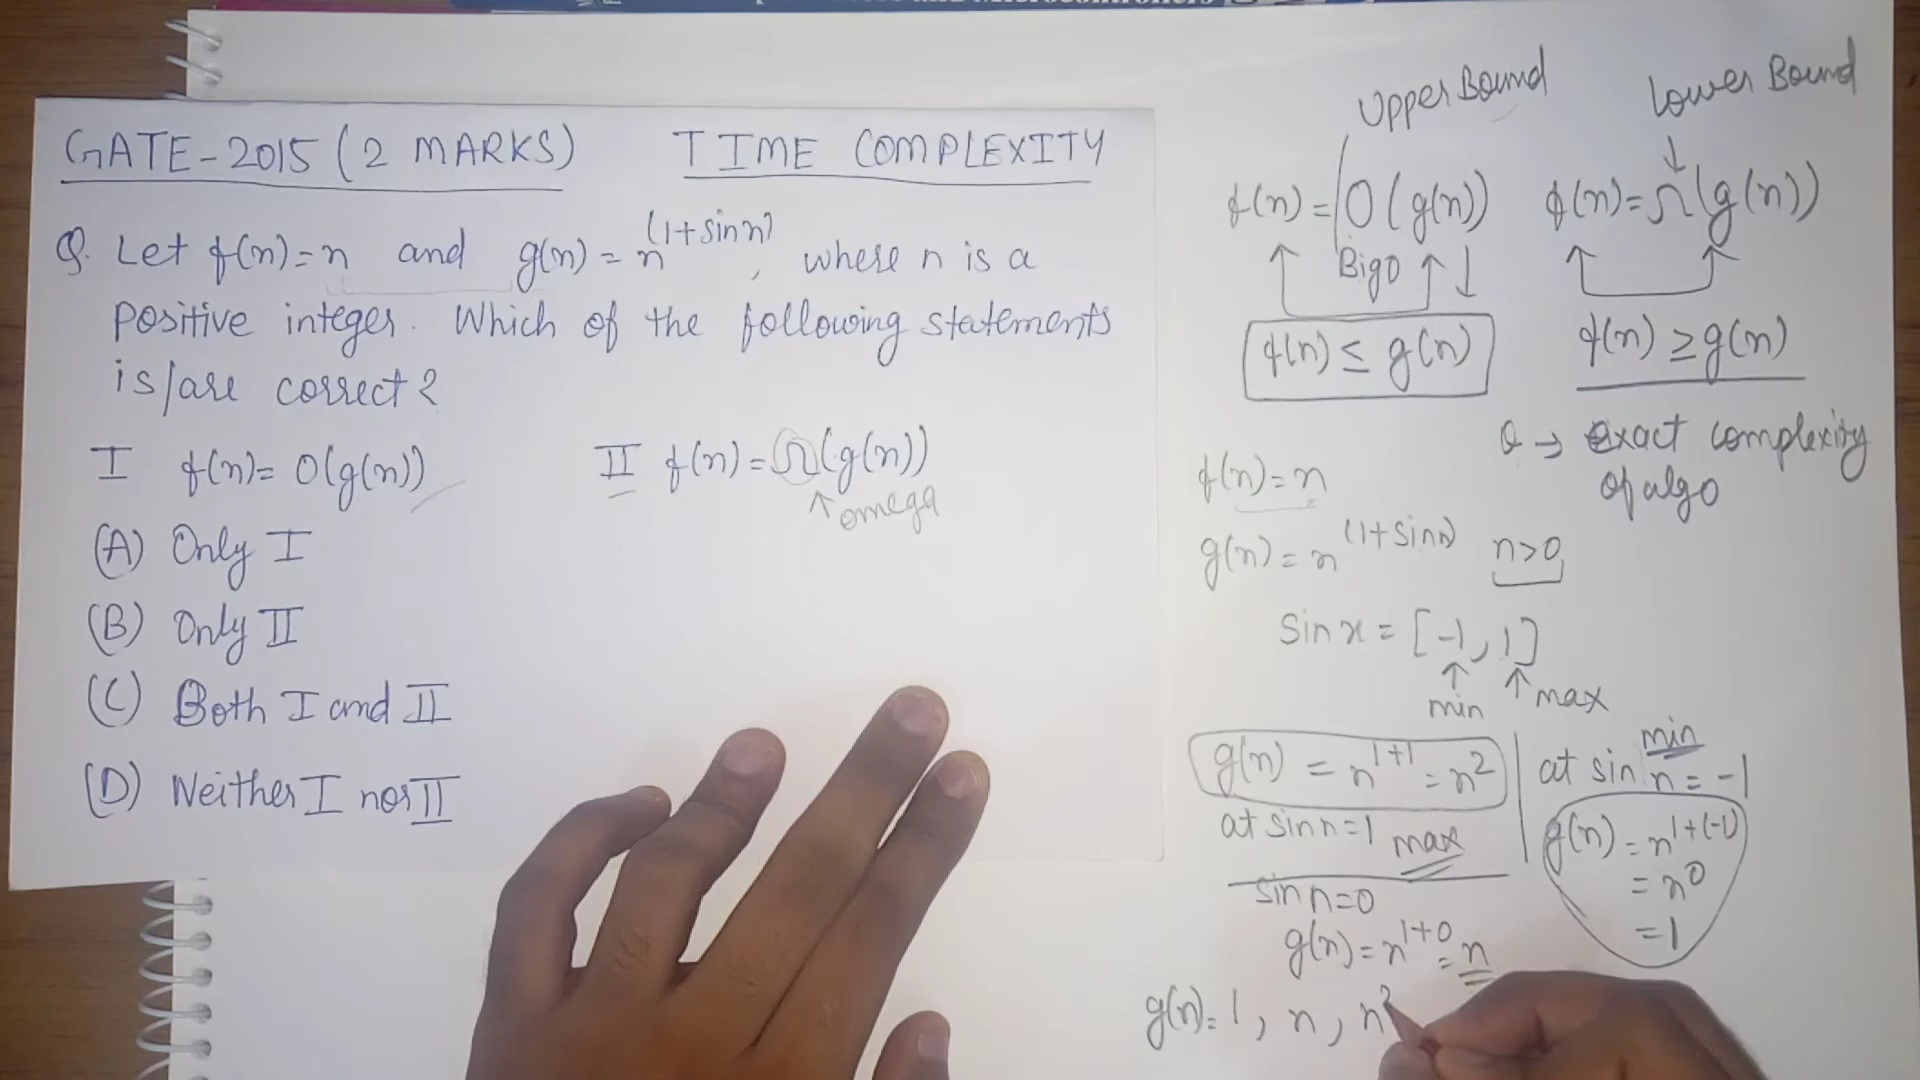 GATE-2015 (2 MARKS) TIME COMPLEXITY
Q. Let f(n)=n and g(n)=n^(1+sin n), where n is a
positive integer. Which of the following statements
is/are correct?
I f(n)= O(g(n)) II f(n)=Ω(g(n))
↑omega
(A) Only I
(B) Only II
(C) Both I and II
(D) Neither I nor II
Upper Bound
f(n)=O(g(n))
Big O
f(n) ≤ g(n)
Lower Bound
f(n)=Ω(g(n))
f(n) ≥ g(n)
θ → exact complexity
of algo
f(n)=n
g(n)=n^(1+sin n) n>0
sin x = [-1, 1]
min max
g(n) = n^1+1 = n^2
at sin n=1 max
min
at sin n=-1
g(n)=n^1+(-1)
=n^0
=1
sin n=0
g(n)=n^1+0=n
g(n)=1, n, n^2